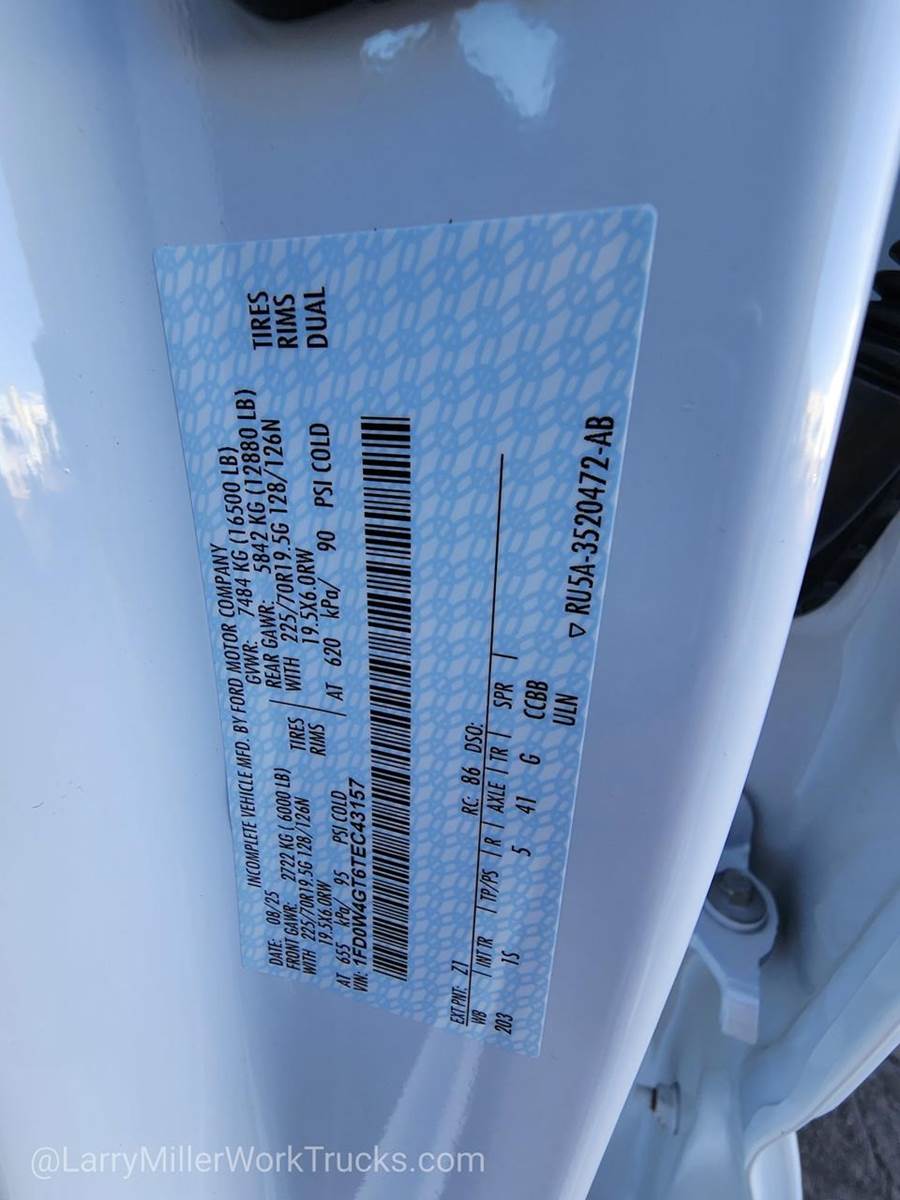 INCOMPLETE VEHICLE MFD. BY FORD MOTOR COMPANY
DATE: 08/25 GVWR: 7484 KG (16500 LB)
FRONT GAWR: 2722 KG ( 6000 LB) REAR GAWR: 5842 KG (12880 LB)
WITH 225/70R19.5G 128/126N TIRES WITH 225/70R19.5G 128/126N TIRES
19.5X6.0RW RIMS 19.5X6.0RW RIMS
AT 655 kPa/ 95 PSI COLD AT 620 kPa/ 90 PSI COLD DUAL
VIN: 1FD0W4GT6TEC43157
EXT PNT: Z1 RC: 86 DSO:
WB | INT TR | TP/PS | R | AXLE | TR | SPR |
203 IS 5 41 G CCBB
ULN
▽ RU5A-3520472-AB
@LarryMillerWorkTrucks.com